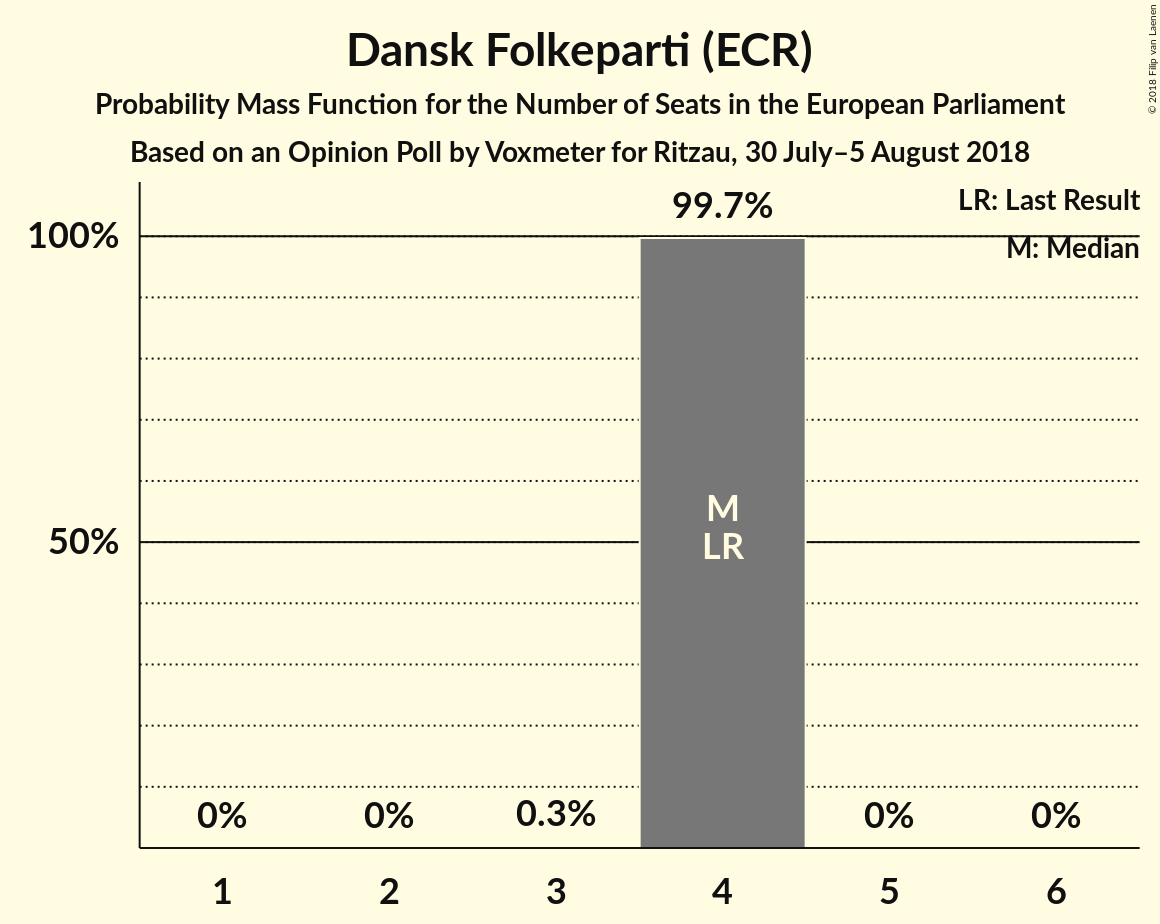 Dansk Folkeparti (ECR)
Probability Mass Function for the Number of Seats in the European Parliament
Based on an Opinion Poll by Voxmeter for Ritzau, 30 July–5 August 2018
© 2018 Filip van Laenen
LR: Last Result
M: Median
99.7%
100%
50%
M
LR
0%
0%
0.3%
0%
0%
1
2
3
4
5
6